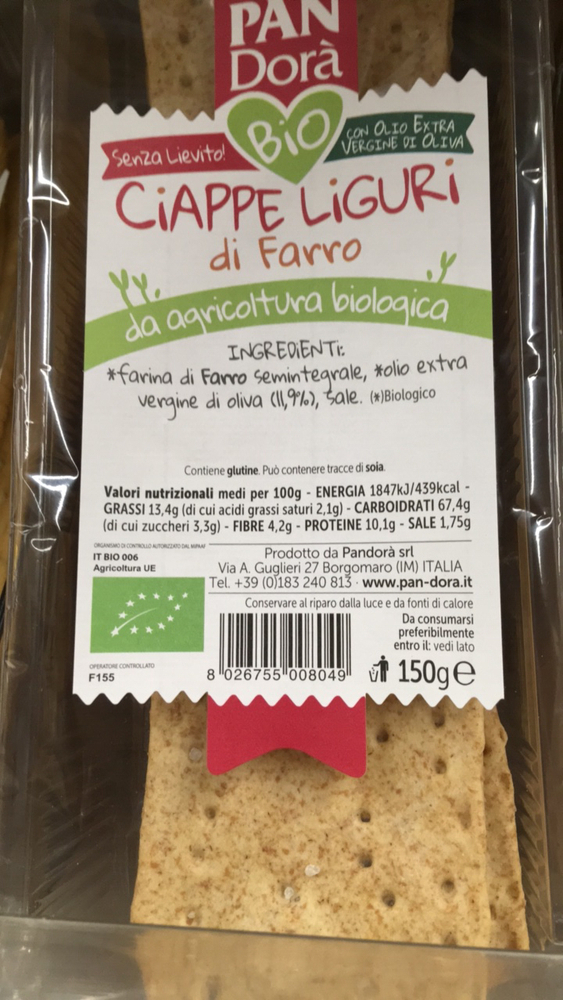 PAN
Dorà
BiO
Senza Lievito!
CON OLIO EXTRA
VERGINE DI OLIVA
CiAPPE LiGURi
di Farro
da agricoltura biologica
INGREDiENTi:
*farina di Farro semintegrale, *olio extra
vergine di oliva (11,9%), sale. (*)Biologico
Contiene glutine. Può contenere tracce di soia.
Valori nutrizionali medi per 100g - ENERGIA 1847kJ/439kcal -
GRASSI 13,4g (di cui acidi grassi saturi 2,1g) - CARBOIDRATI 67,4g
(di cui zuccheri 3,3g) - FIBRE 4,2g - PROTEINE 10,1g - SALE 1,75g
ORGANISMO DI CONTROLLO AUTORIZZATO DAL MIPAAF
IT BIO 006
Agricoltura UE
Prodotto da Pandorà srl
Via A. Guglieri 27 Borgomaro (IM) ITALIA
Tel. +39 (0)183 240 813 · www.pan-dora.it
Conservare al riparo dalla luce e da fonti di calore
Da consumarsi
preferibilmente
entro il: vedi lato
OPERATORE CONTROLLATO
F155
8 026755 008049
150g e